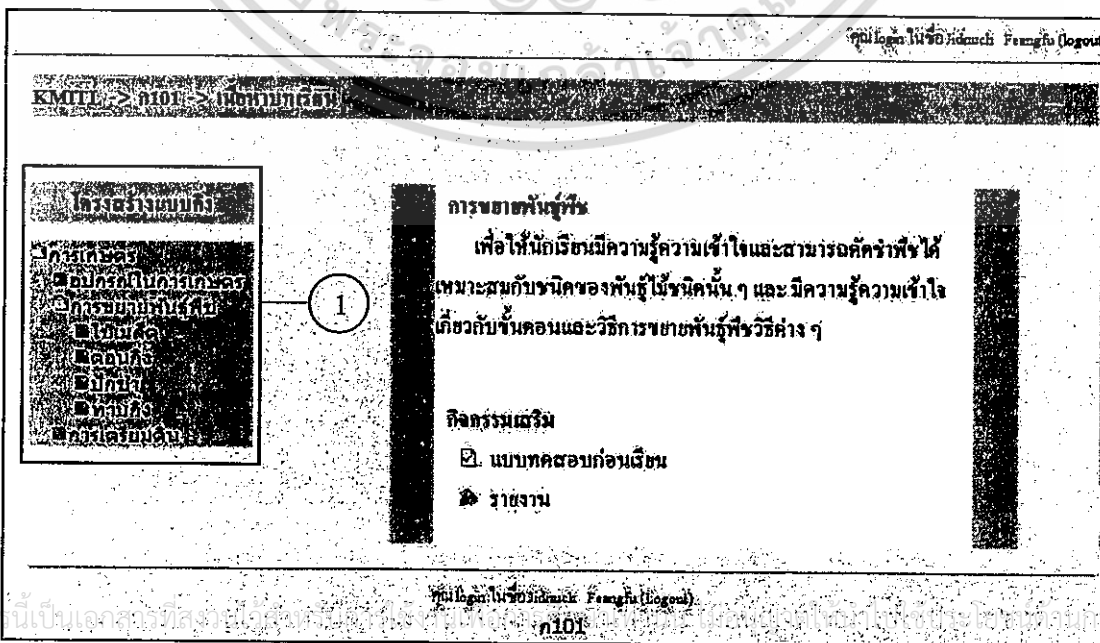 คุณ login ในชื่อ Jidnuch Feangfu (logout
KMITL -> ก101 -> เนื้อหาบทเรียน
โครงสร้างแบบกิ่ง
การเกษตร
อุปกรณ์ในการเกษตร
การขยายพันธุ์พืช
ใช้เมล็ด
ตอนกิ่ง
ปักชำ
ทาบกิ่ง
การเตรียมดิน
1
การขยายพันธุ์พืช
เพื่อให้นักเรียนมีความรู้ความเข้าใจและสามารถคัดชำพืชได้
เหมาะสมกับชนิดของพันธุ์ไม้ชนิดนั้น ๆ และ มีความรู้ความเข้าใจ
เกี่ยวกับขั้นตอนและวิธีการขยายพันธุ์พืชวิธีต่าง ๆ
กิจกรรมเสริม
แบบทดสอบก่อนเรียน
รายงาน
คุณ login ในชื่อ Jidnuch Feangfu (logout)
ก101